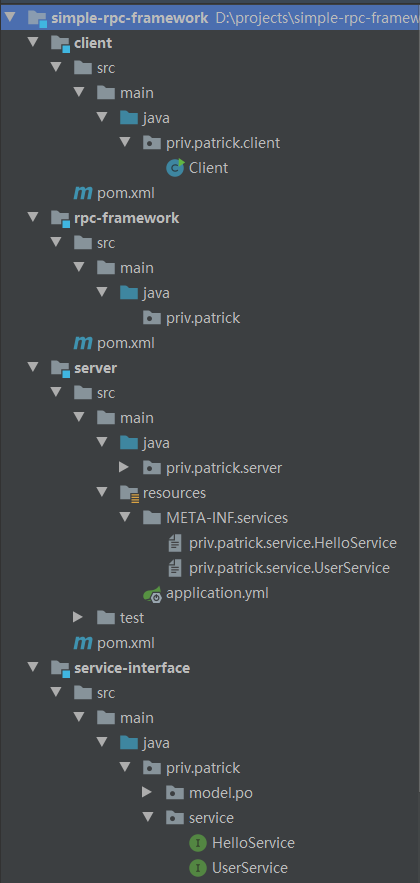 simple-rpc-framework D:\projects\simple-rpc-framew
client
src
main
java
priv.patrick.client
Client
pom.xml
rpc-framework
src
main
java
priv.patrick
pom.xml
server
src
main
java
priv.patrick.server
resources
META-INF.services
priv.patrick.service.HelloService
priv.patrick.service.UserService
application.yml
test
pom.xml
service-interface
src
main
java
priv.patrick
model.po
service
HelloService
UserService